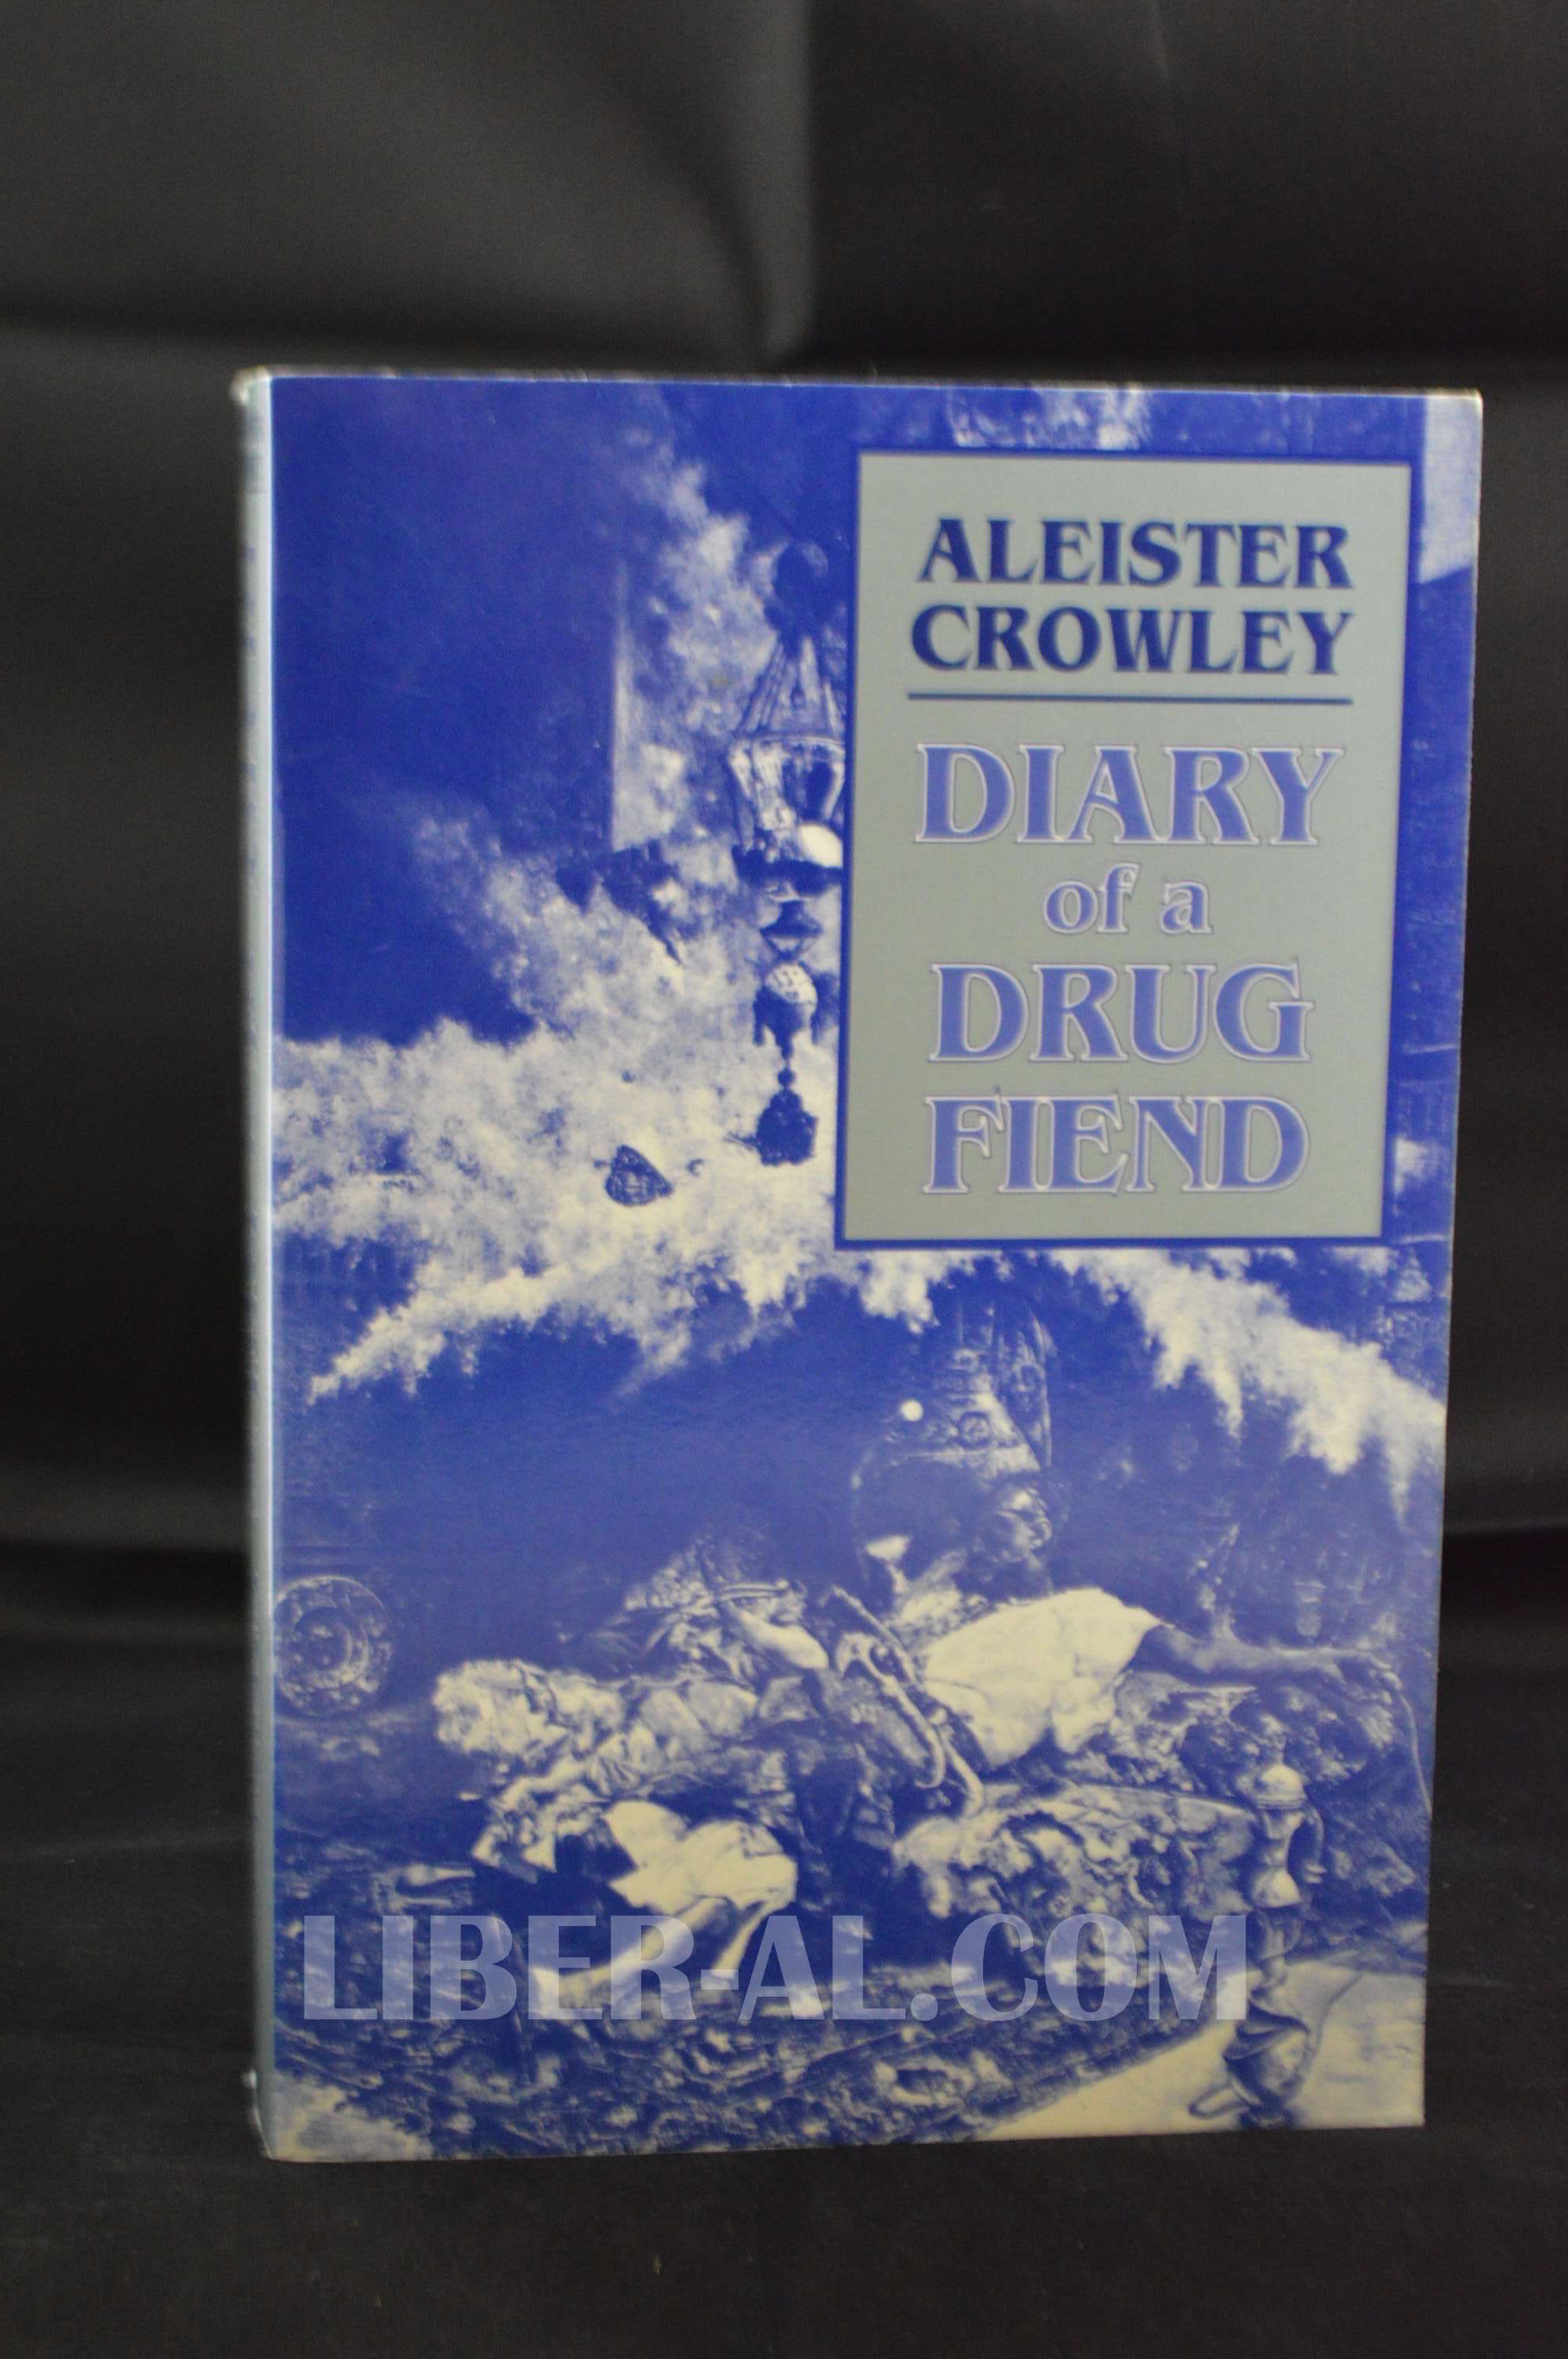 ALEISTER
CROWLEY
DIARY
of a
DRUG
FIEND
LIBER-AL.COM